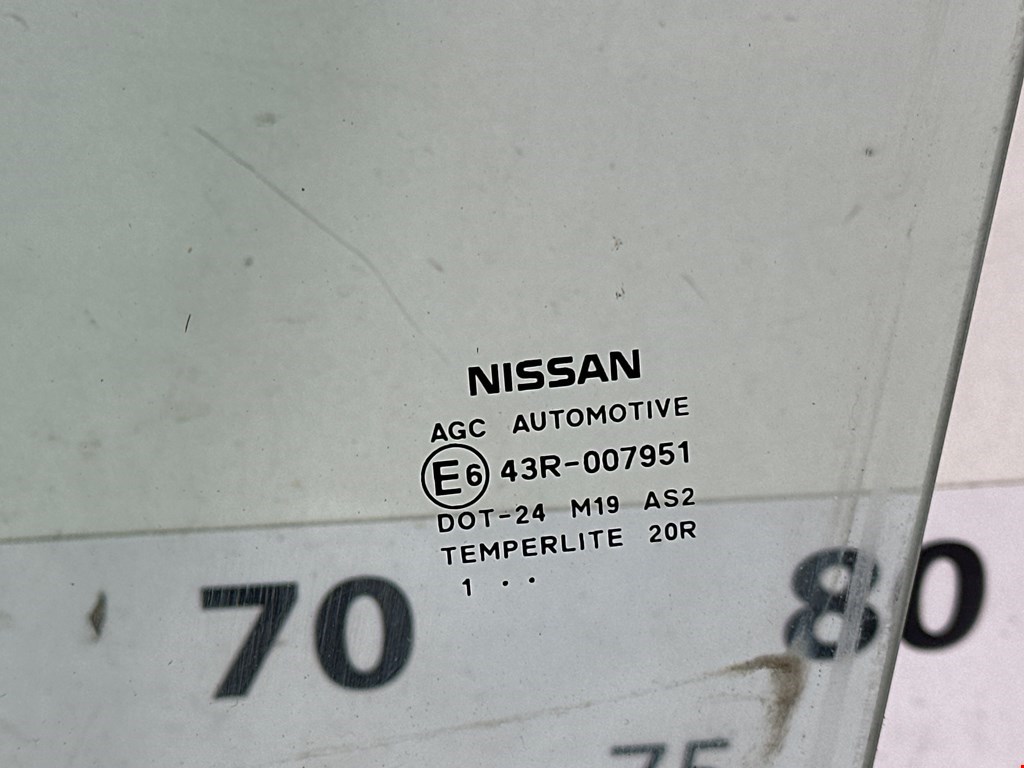 NISSAN
AGC AUTOMOTIVE
E6 43R-007951
DOT-24 M19 AS2
TEMPERLITE 20R
1 . .
70 80
75